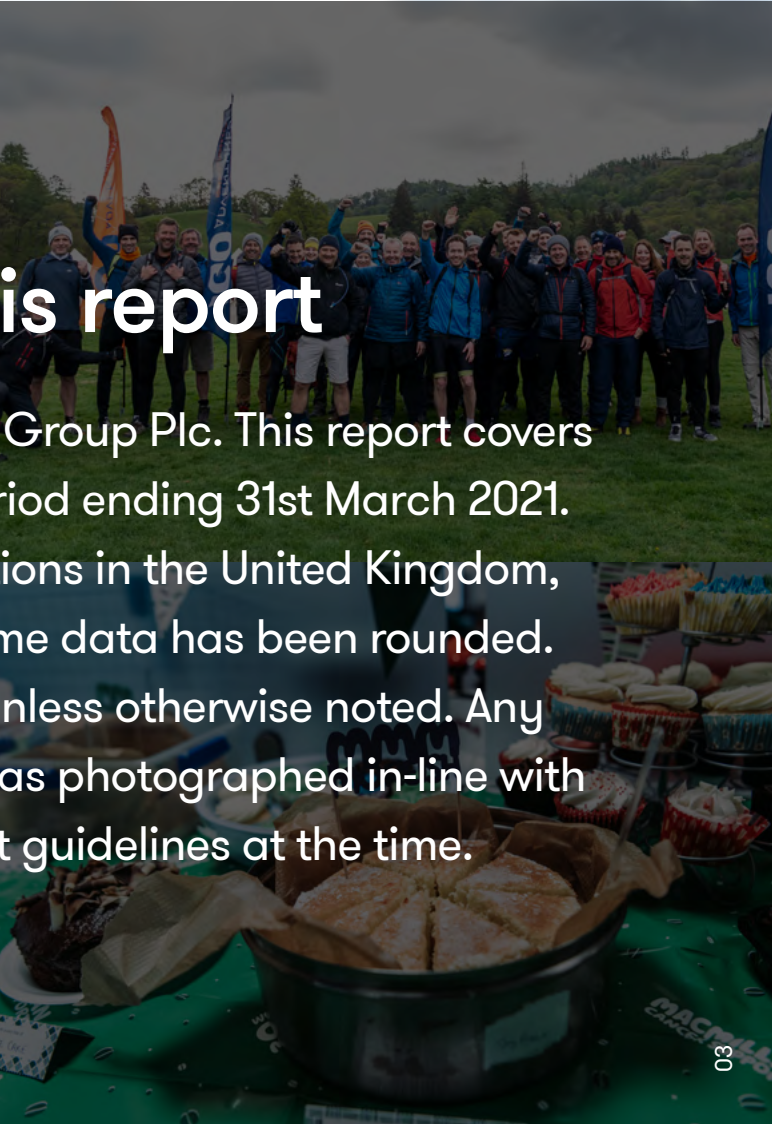 is report
Group Plc. This report covers
riod ending 31st March 2021.
ions in the United Kingdom,
me data has been rounded.
nless otherwise noted. Any
as photographed in-line with
t guidelines at the time.
MACMILL
03